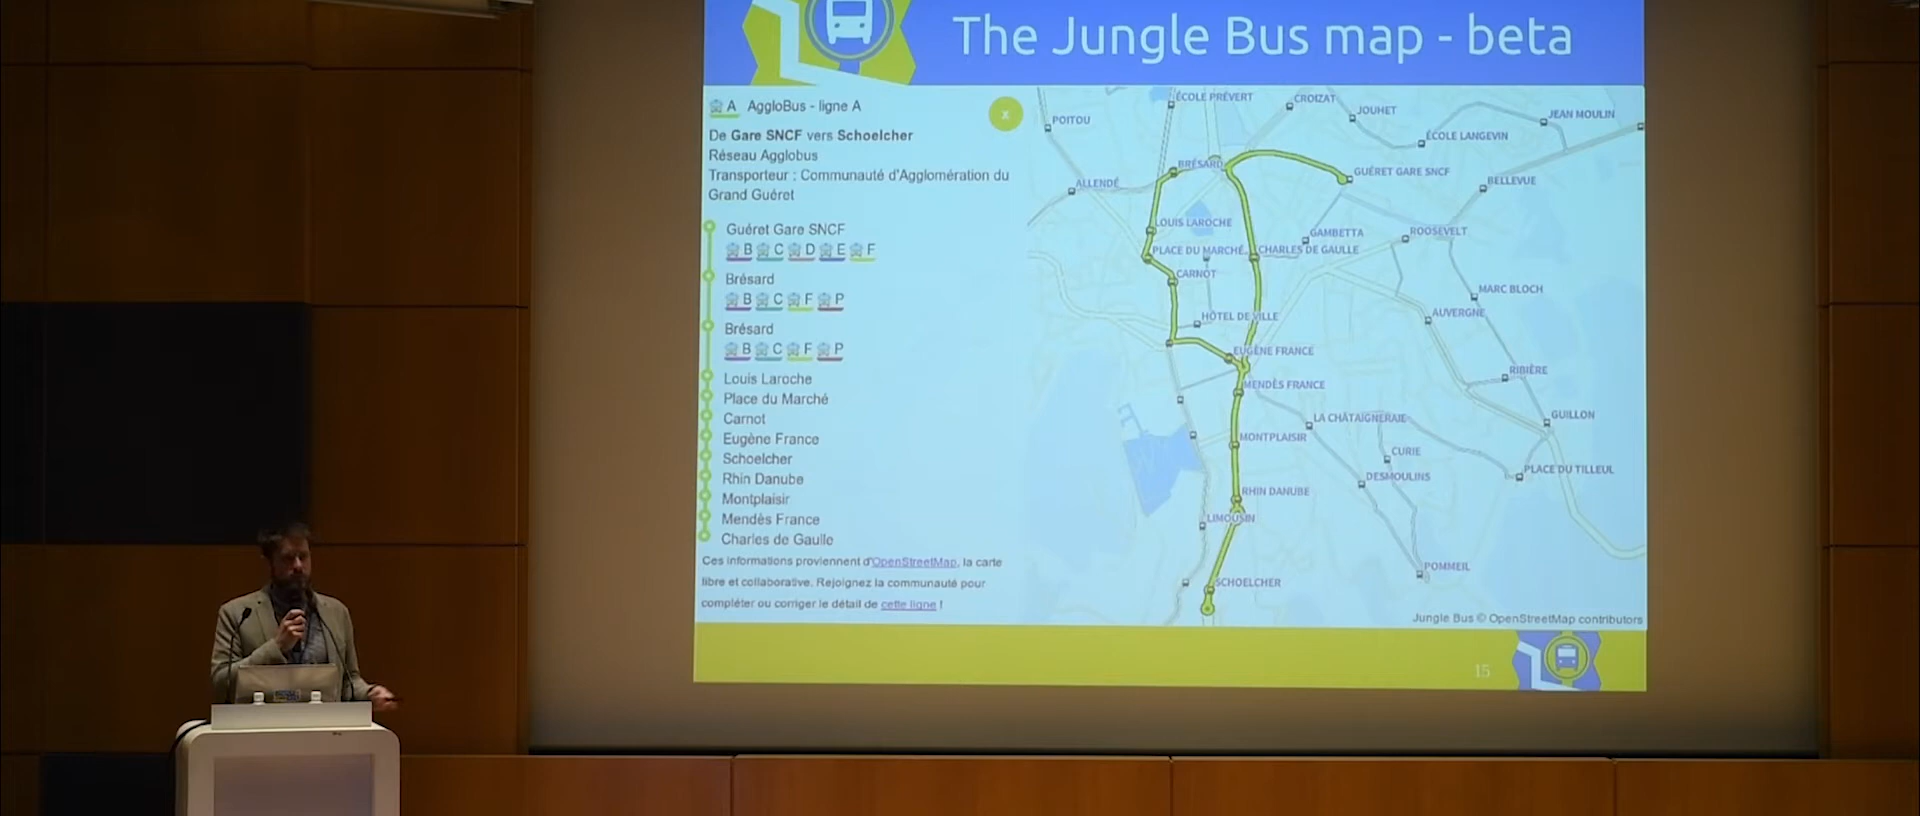 The Jungle Bus map - beta
A AggloBus - ligne A
x
De Gare SNCF vers Schoelcher
Réseau Agglobus
Transporteur : Communauté d'Agglomération du
Grand Guéret
Guéret Gare SNCF
B C D E F
Brésard
B C F P
Brésard
B C F P
Louis Laroche
Place du Marché
Carnot
Eugène France
Schoelcher
Rhin Danube
Montplaisir
Mendès France
Charles de Gaulle
Ces informations proviennent d'OpenStreetMap, la carte
libre et collaborative. Rejoignez la communauté pour
compléter ou corriger le détail de cette ligne !
ÉCOLE PRÉVERT
CROIZAT
JOUHET
JEAN MOULIN
POITOU
ÉCOLE LANGEVIN
BRÉSARD
GUÉRET GARE SNCF
BELLEVUE
ALLENDÉ
LOUIS LAROCHE
GAMBETTA
ROOSEVELT
PLACE DU MARCHÉ
CHARLES DE GAULLE
CARNOT
MARC BLOCH
HÔTEL DE VILLE
AUVERGNE
EUGÈNE FRANCE
RIBIÈRE
MENDÈS FRANCE
LA CHÂTAIGNERAIE
GUILLON
MONTPLAISIR
CURIE
PLACE DU TILLEUL
DESMOULINS
RHIN DANUBE
LIMOUSIN
POMMEIL
SCHOELCHER
Jungle Bus © OpenStreetMap contributors
15